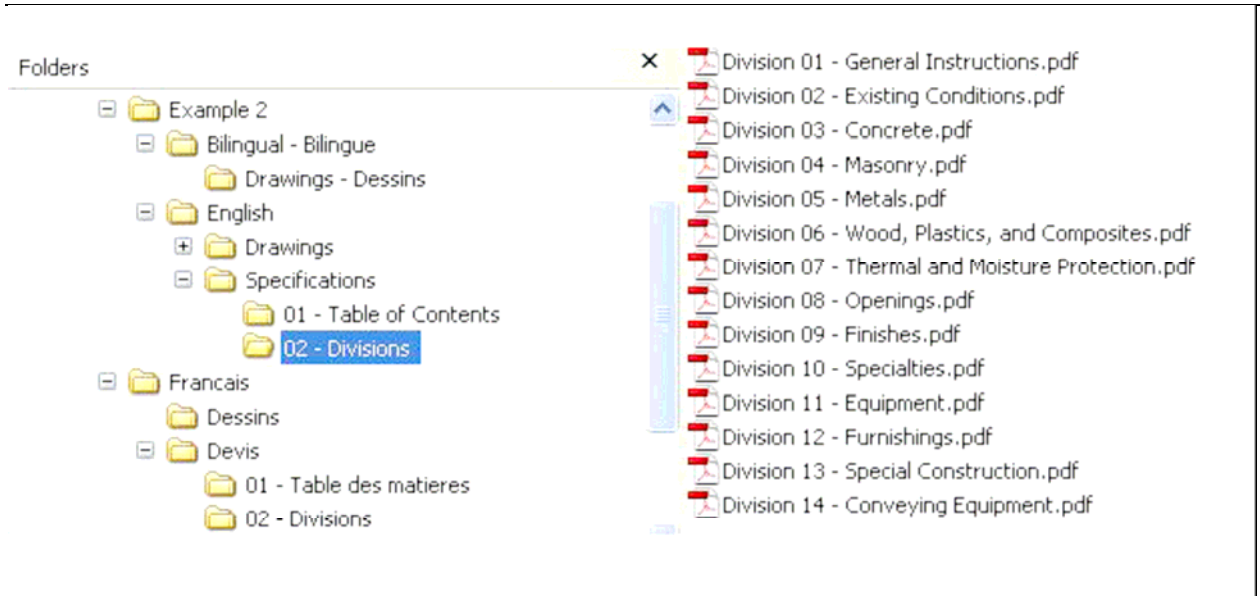 Folders
Example 2
Bilingual - Bilingue
Drawings - Dessins
English
Drawings
Specifications
01 - Table of Contents
02 - Divisions
Francais
Dessins
Devis
01 - Table des matieres
02 - Divisions
Division 01 - General Instructions.pdf
Division 02 - Existing Conditions.pdf
Division 03 - Concrete.pdf
Division 04 - Masonry.pdf
Division 05 - Metals.pdf
Division 06 - Wood, Plastics, and Composites.pdf
Division 07 - Thermal and Moisture Protection.pdf
Division 08 - Openings.pdf
Division 09 - Finishes.pdf
Division 10 - Specialties.pdf
Division 11 - Equipment.pdf
Division 12 - Furnishings.pdf
Division 13 - Special Construction.pdf
Division 14 - Conveying Equipment.pdf